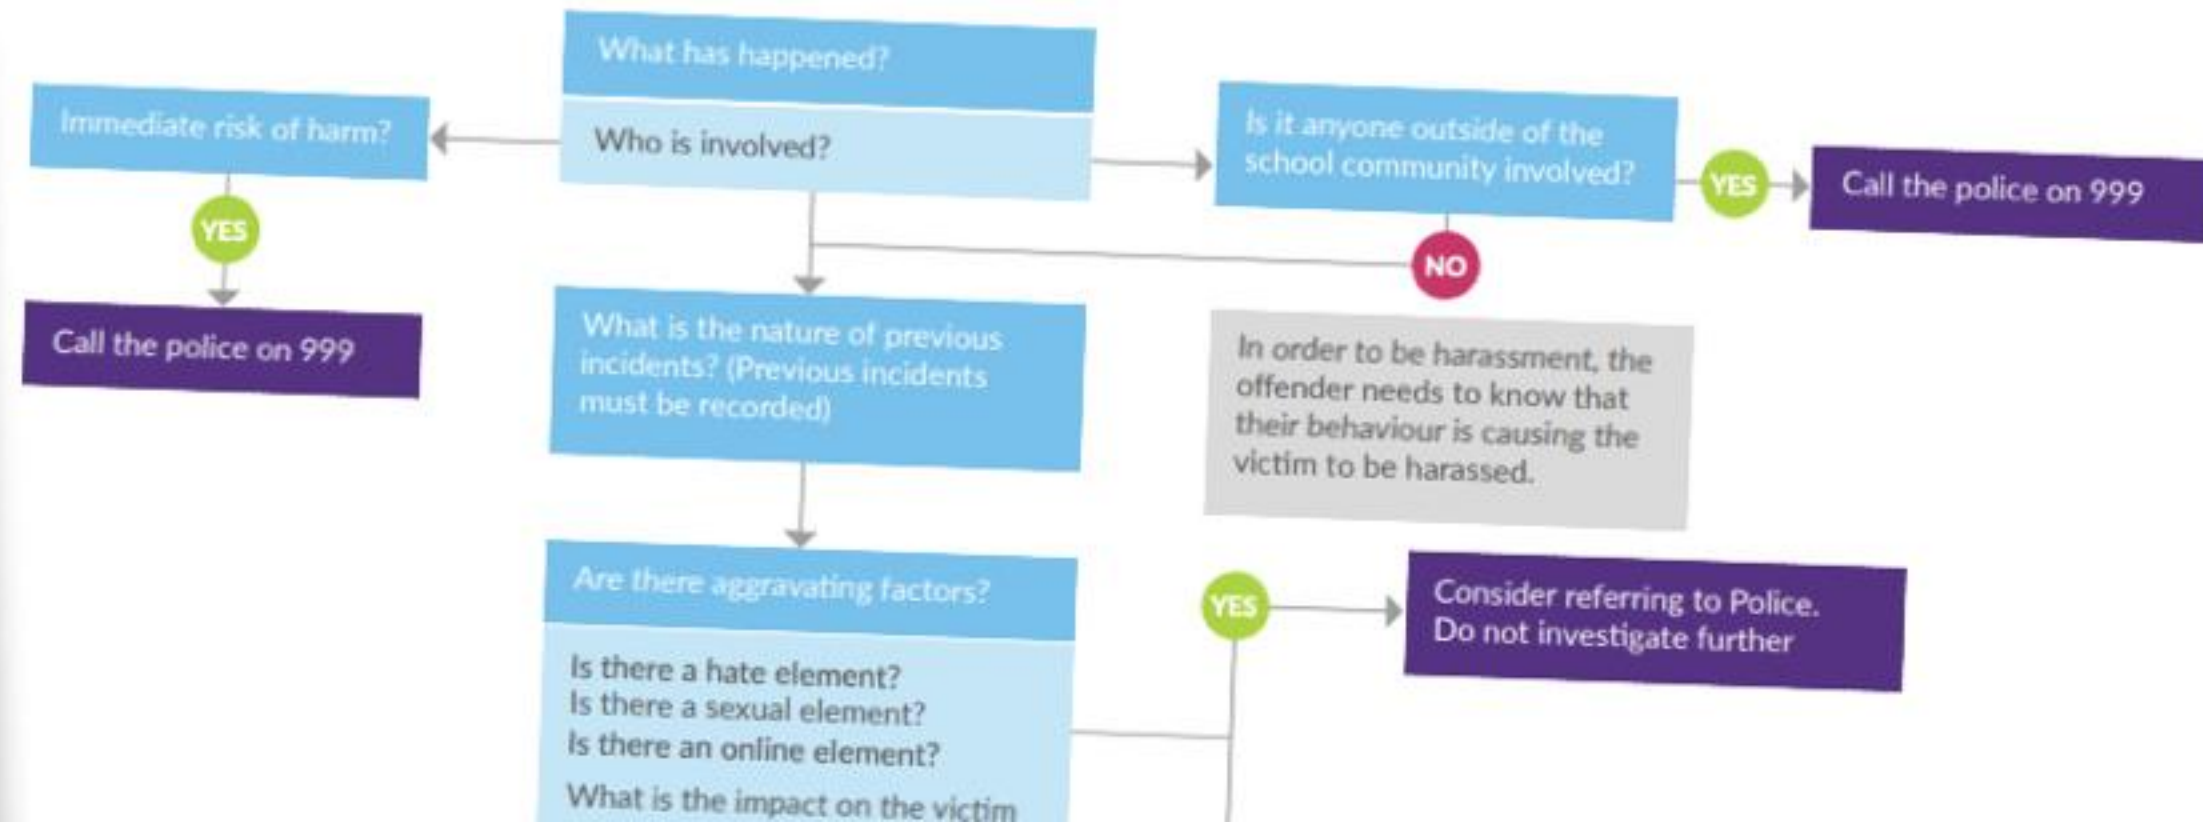 What has happened?
Who is involved?
Immediate risk of harm?
YES
Call the police on 999
Is it anyone outside of the
school community involved?
YES
Call the police on 999
NO
What is the nature of previous
incidents? (Previous incidents
must be recorded)
In order to be harassment, the
offender needs to know that
their behaviour is causing the
victim to be harassed.
Are there aggravating factors?
Is there a hate element?
Is there a sexual element?
Is there an online element?
What is the impact on the victim
YES
Consider referring to Police.
Do not investigate further